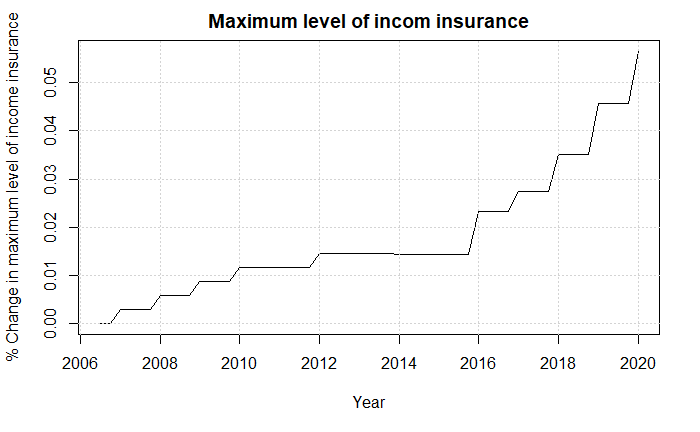 Maximum level of incom insurance
% Change in maximum level of income insurance
0.05
0.04
0.03
0.02
0.01
0.00
2006 2008 2010 2012 2014 2016 2018 2020
Year